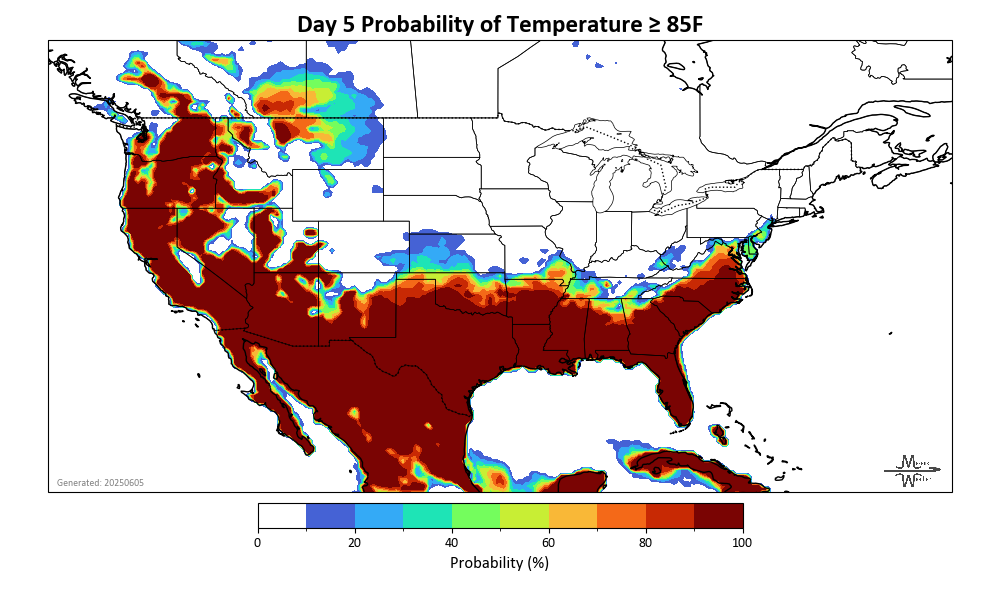 Day 5 Probability of Temperature ≥ 85F
Generated: 20250605
0 20 40 60 80 100
Probability (%)